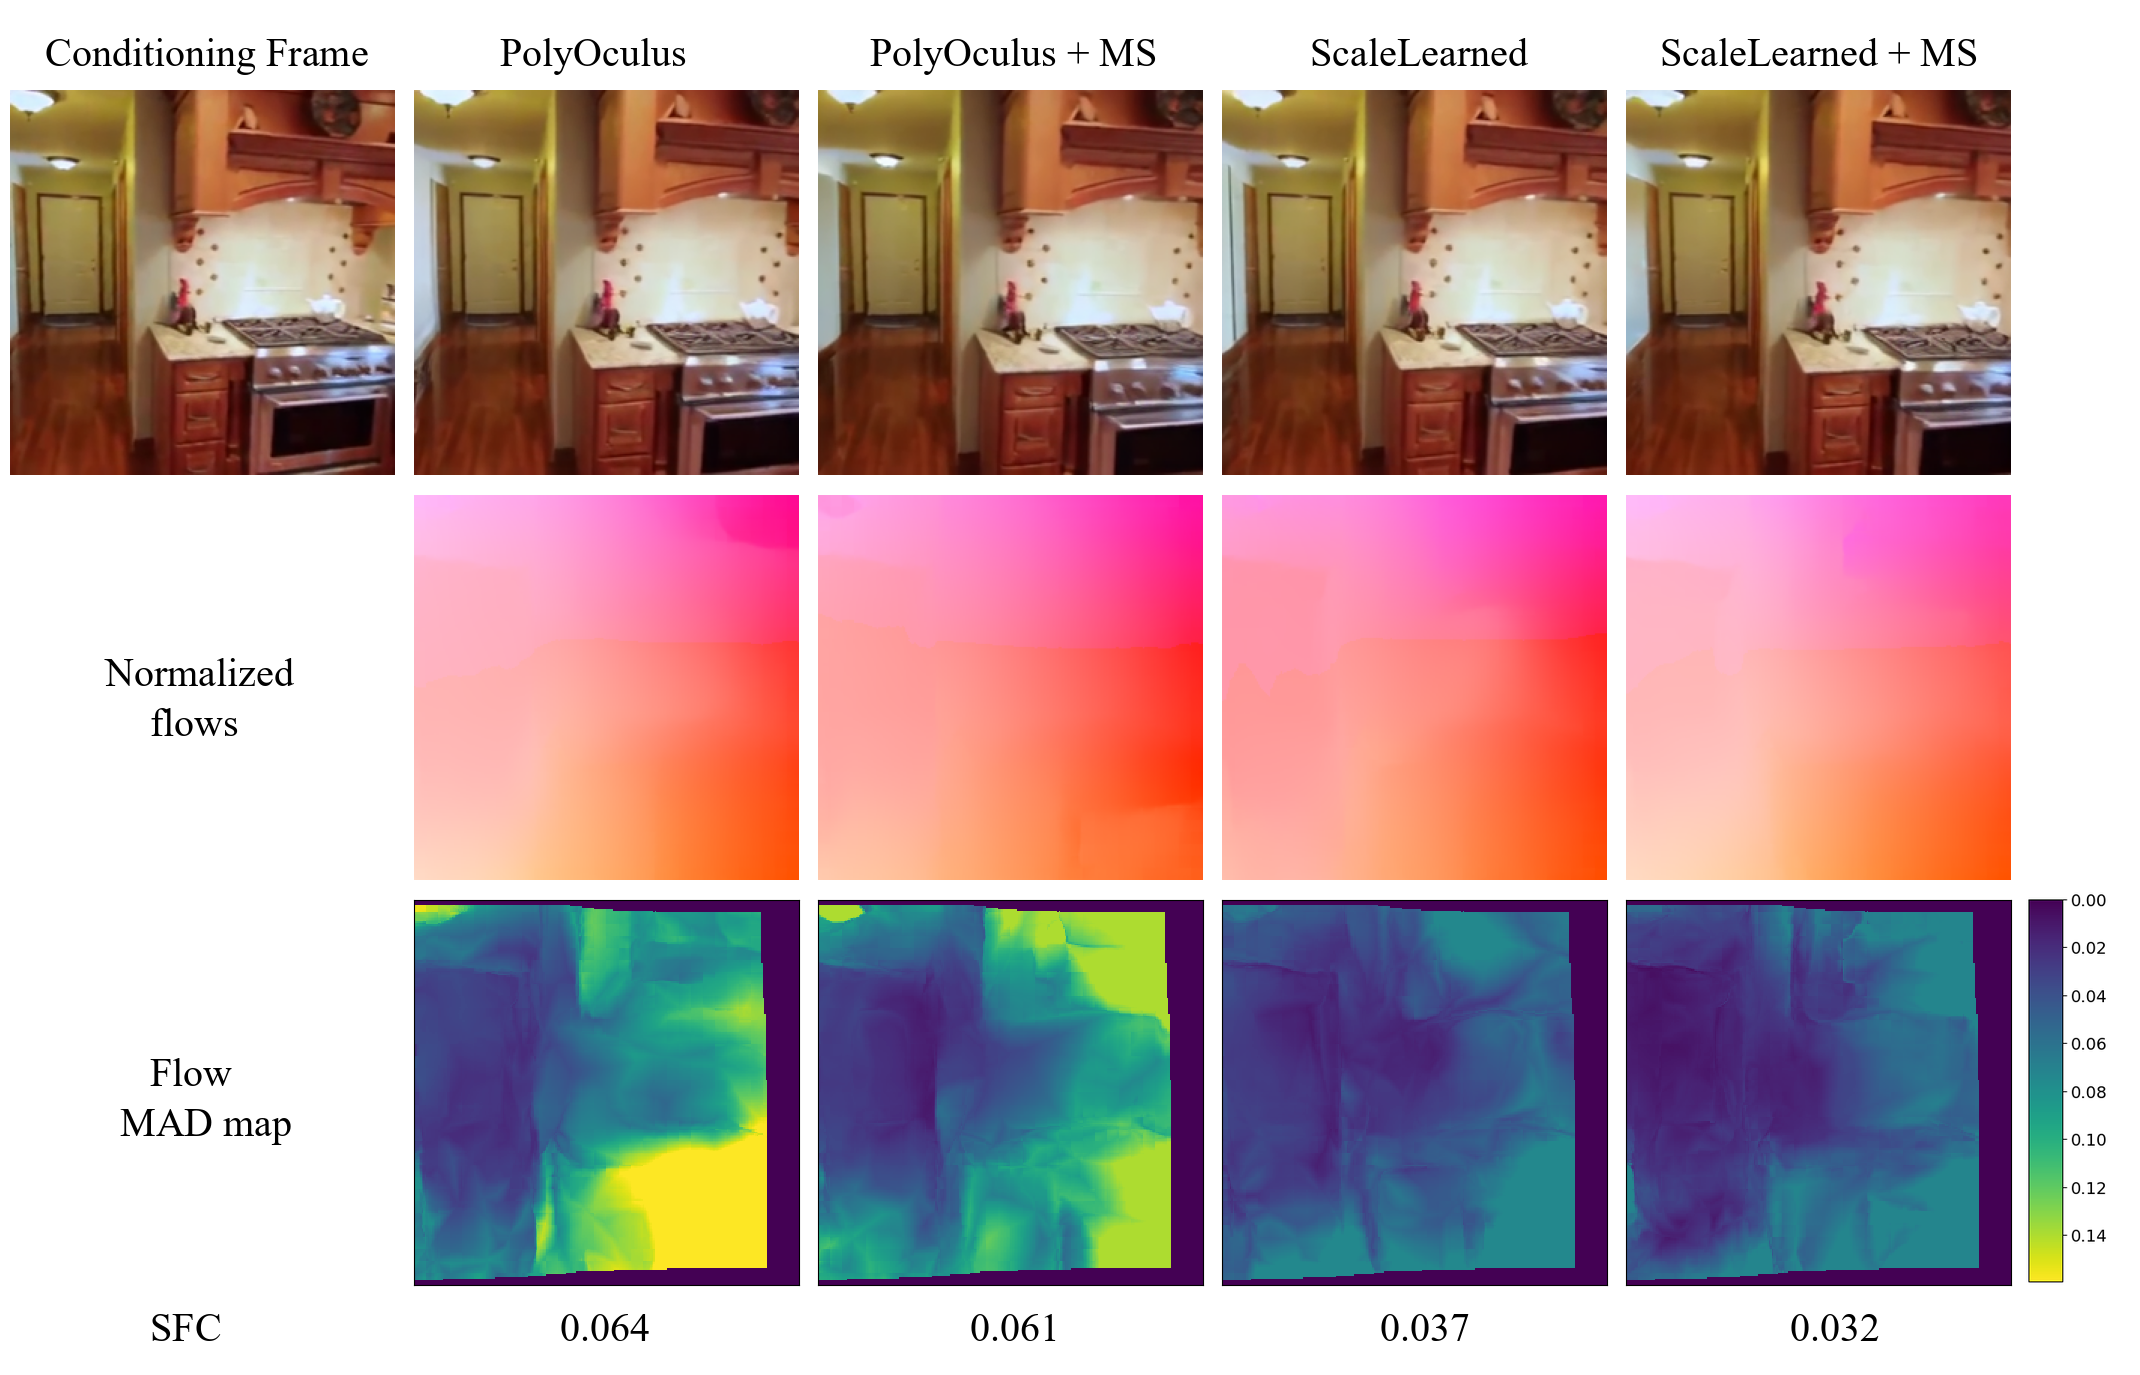 Conditioning Frame
PolyOculus
PolyOculus + MS
ScaleLearned
ScaleLearned + MS
Normalized
flows
Flow
MAD map
0.00
0.02
0.04
0.06
0.08
0.10
0.12
0.14
SFC
0.064
0.061
0.037
0.032